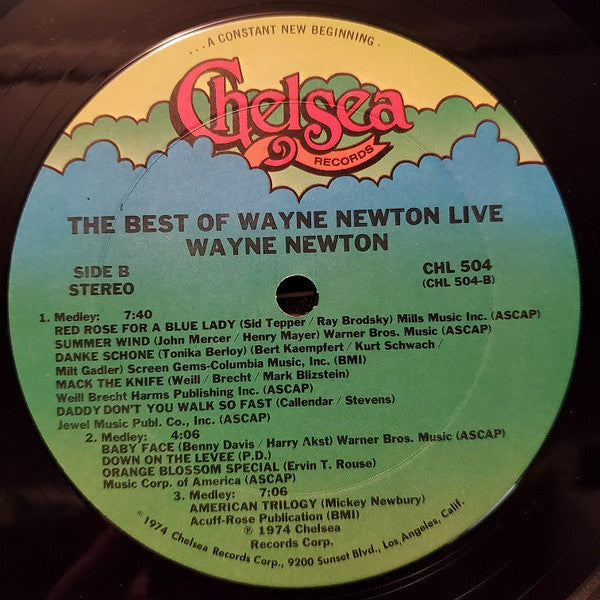 ...A CONSTANT NEW BEGINNING.
Chelsea
RECORDS
THE BEST OF WAYNE NEWTON LIVE
WAYNE NEWTON
SIDE B
STEREO
CHL 504
(CHL 504-B)
1. Medley: 7:40
RED ROSE FOR A BLUE LADY (Sid Tepper / Ray Brodsky) Mills Music Inc. (ASCAP)
SUMMER WIND (John Mercer / Henry Mayer) Warner Bros. Music (ASCAP)
DANKE SCHONE (Tonika Berloy) (Bert Kaempfert / Kurt Schwach /
Milt Gadler) Screen Gems-Columbia Music, Inc. (BMI)
MACK THE KNIFE (Weill / Brecht / Mark Blizstein)
Weill Brecht Harms Publishing Inc. (ASCAP)
DADDY DON'T YOU WALK SO FAST (Callendar / Stevens)
Jewel Music Publ. Co., Inc. (ASCAP)
2. Medley: 4:06
BABY FACE (Benny Davis / Harry Akst) Warner Bros. Music (ASCAP)
DOWN ON THE LEVEE (P.D.)
ORANGE BLOSSOM SPECIAL (Ervin T. Rouse)
Music Corp. of America (ASCAP)
3. Medley: 7:06
AMERICAN TRILOGY (Mickey Newbury)
Acuff-Rose Publication (BMI)
℗ 1974 Chelsea
Records Corp.
© 1974 Chelsea Records Corp., 9200 Sunset Blvd., Los Angeles, Calif.